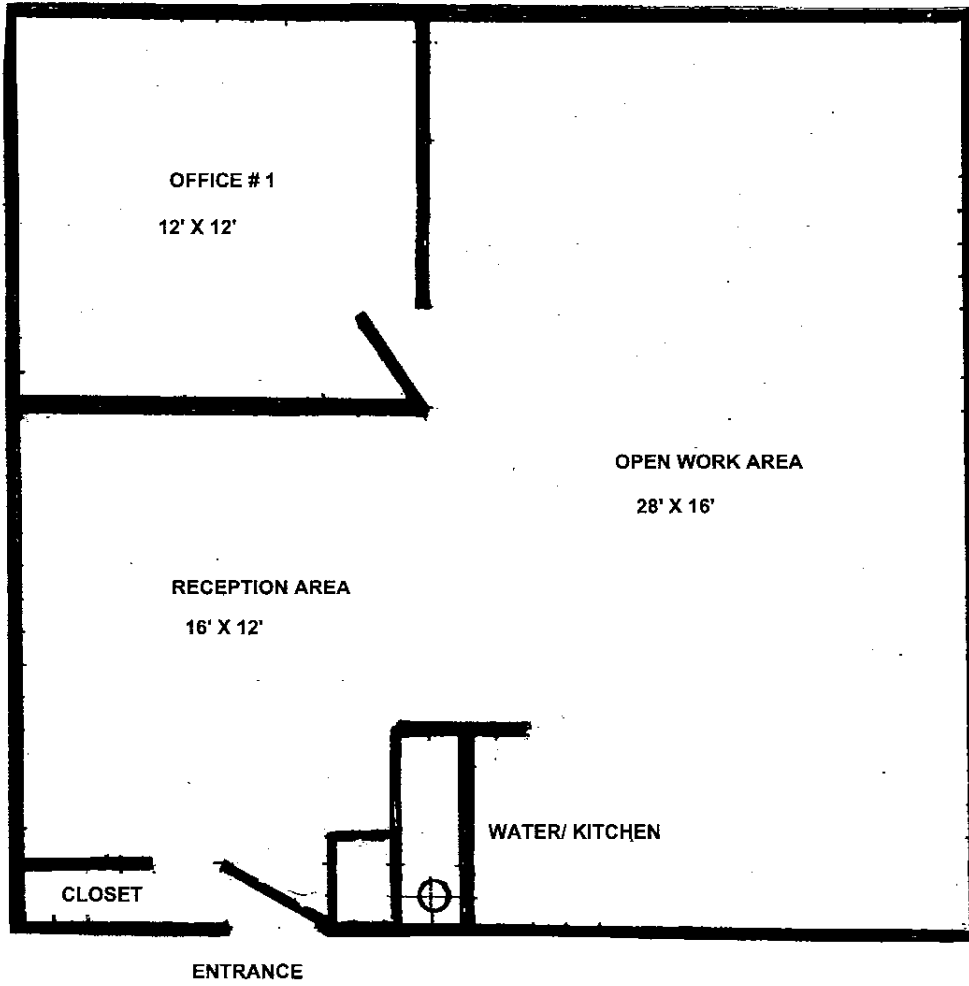 OFFICE # 1
12' X 12'
OPEN WORK AREA
28' X 16'
RECEPTION AREA
16' X 12'
WATER/ KITCHEN
CLOSET
ENTRANCE